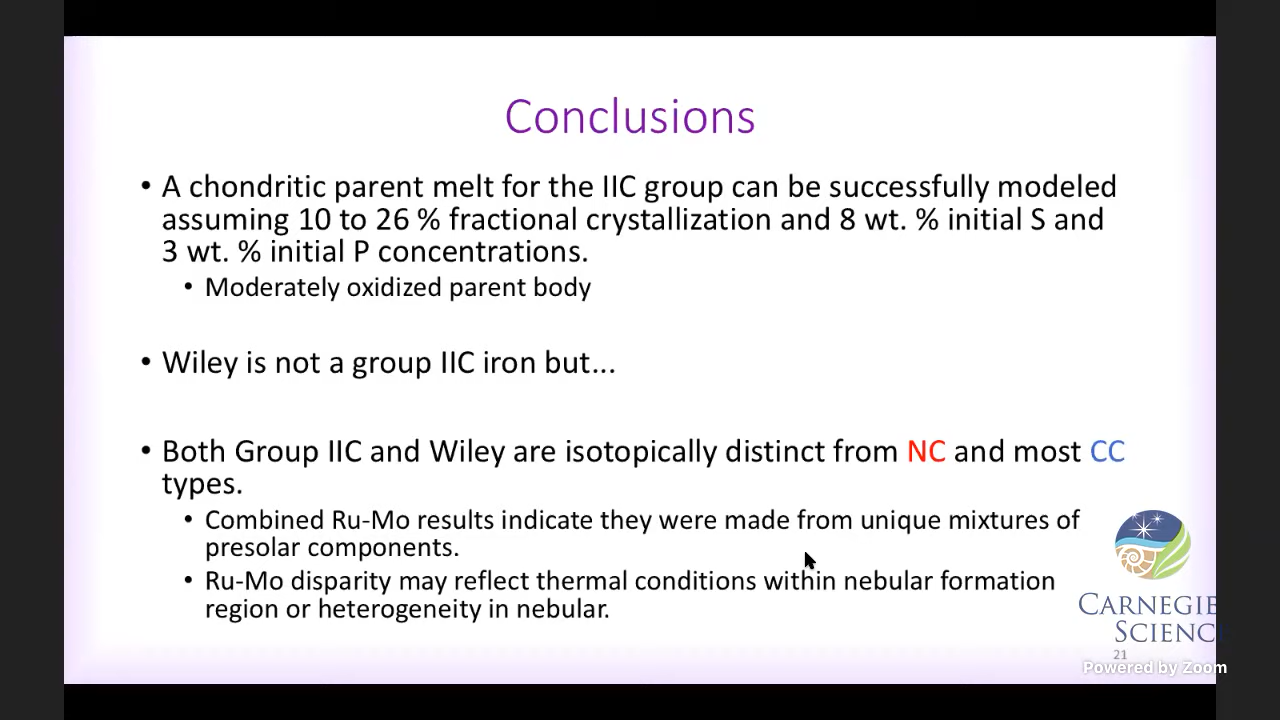 Conclusions
• A chondritic parent melt for the IIC group can be successfully modeled
assuming 10 to 26 % fractional crystallization and 8 wt. % initial S and
3 wt. % initial P concentrations.
• Moderately oxidized parent body
• Wiley is not a group IIC iron but...
• Both Group IIC and Wiley are isotopically distinct from NC and most CC
types.
• Combined Ru-Mo results indicate they were made from unique mixtures of
presolar components.
• Ru-Mo disparity may reflect thermal conditions within nebular formation
region or heterogeneity in nebular.
CARNEGIE
SCIENCE
21
Powered by Zoom